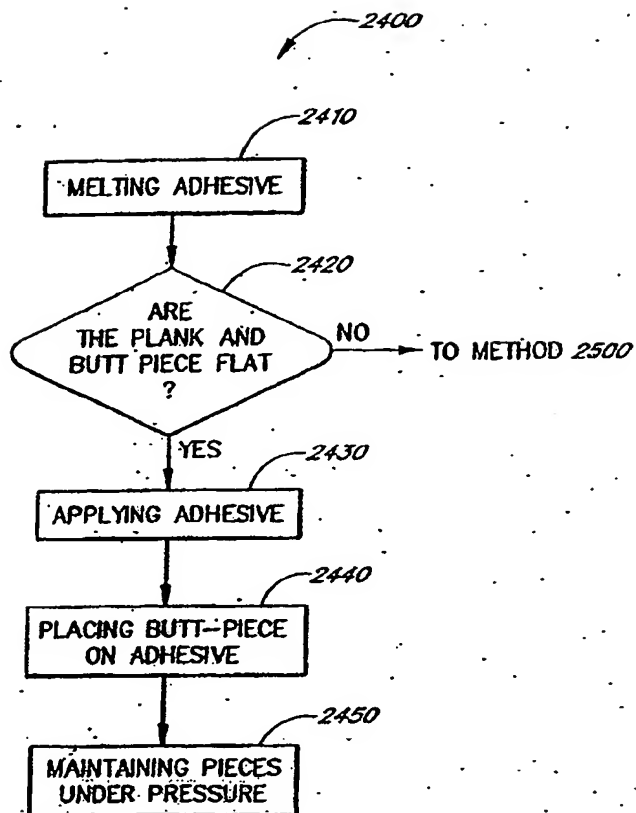 2400
2410
MELTING ADHESIVE
2420
ARE
THE PLANK AND
BUTT PIECE FLAT
?
NO
TO METHOD 2500
YES
2430
APPLYING ADHESIVE
2440
PLACING BUTT-PIECE
ON ADHESIVE
2450
MAINTAINING PIECES
UNDER PRESSURE